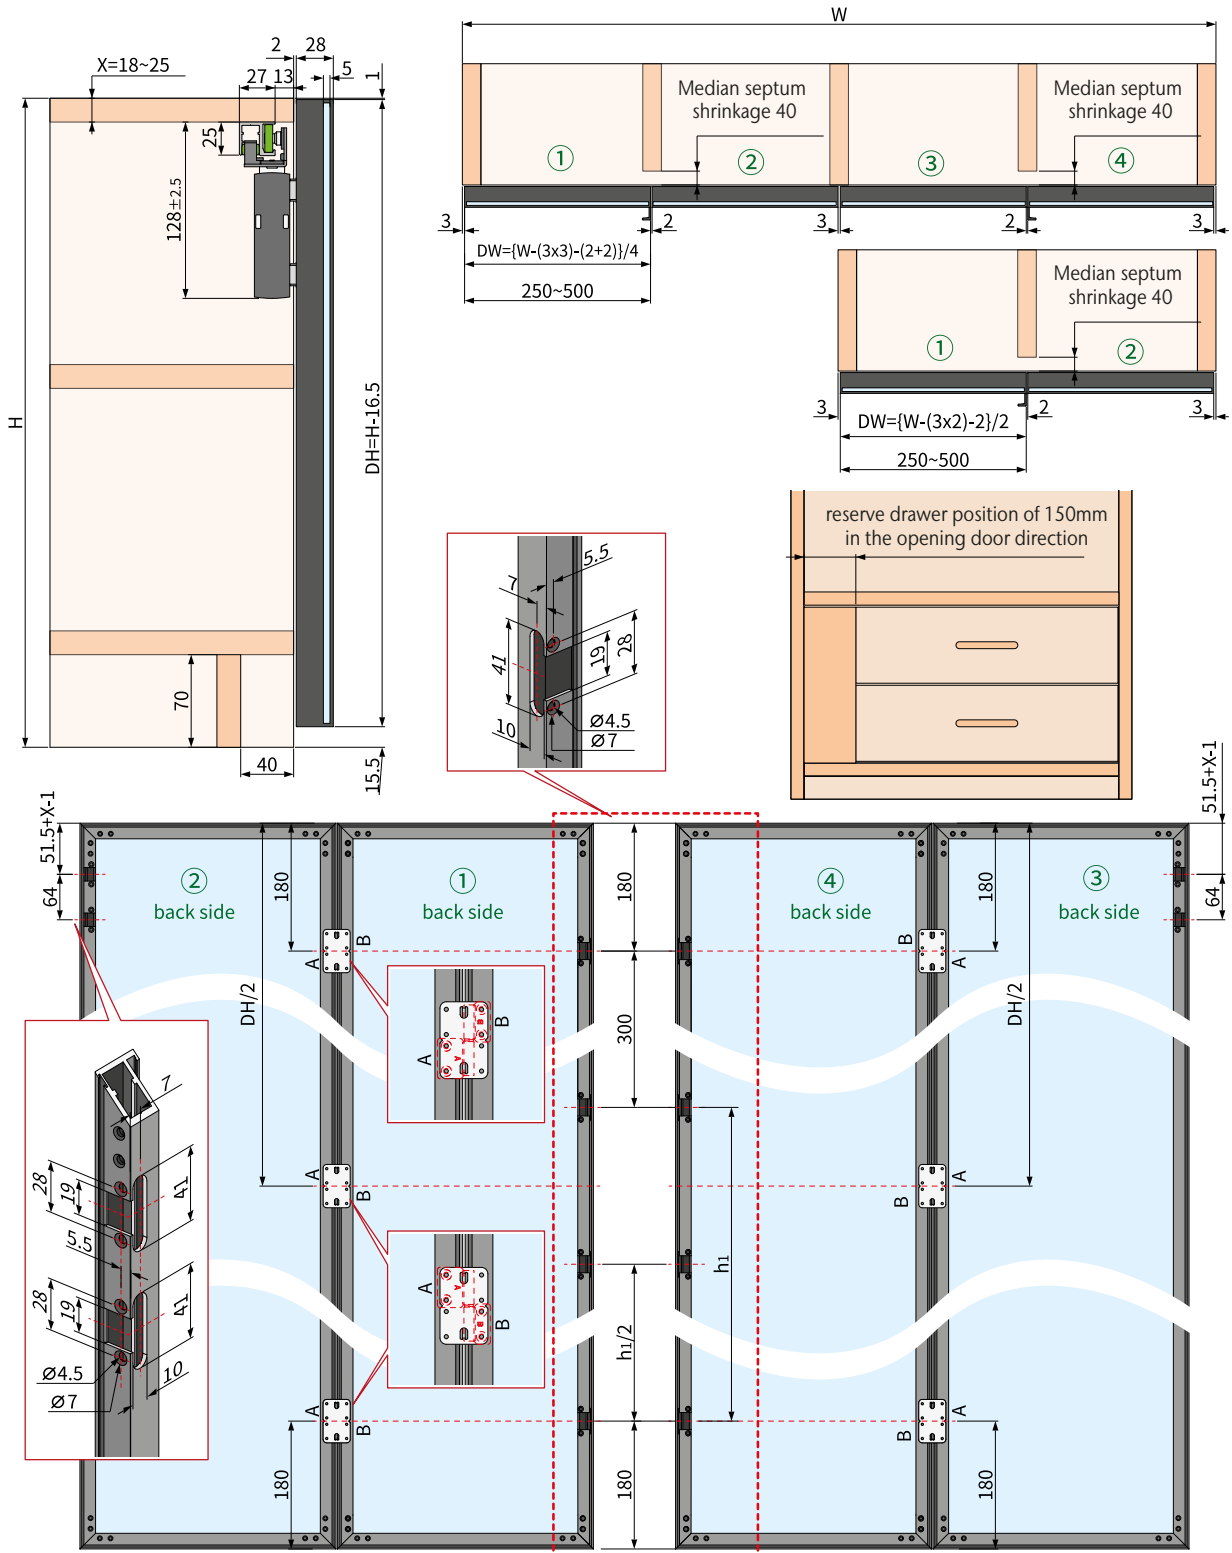 W
2
28
X=18~25
27
13
5
1
25
128±2.5
H
DH=H-16.5
70
40
15.5
Median septum
shrinkage 40
Median septum
shrinkage 40
①
②
③
④
3
2
3
2
3
DW={W-(3x3)-(2+2)}/4
250~500
Median septum
shrinkage 40
①
②
3
2
3
DW={W-(3x2)-2}/2
250~500
reserve drawer position of 150mm
in the opening door direction
5.5
7
41
19
28
10
Ø4.5
Ø7
51.5+X-1
64
②
back side
180
DH/2
①
back side
180
300
h1
h1/2
180
④
back side
180
DH/2
③
back side
51.5+X-1
64
A
B
B
A
A
B
A
B
B
A
A
B
A
B
A
B
A
B
A
B
A
B
A
B
7
28
19
41
5.5
28
19
41
Ø4.5
Ø7
10
180
180